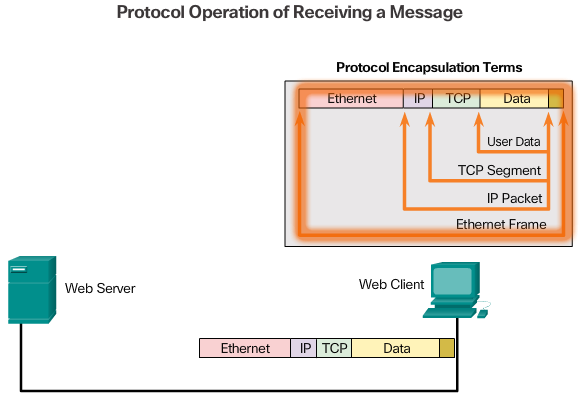 Protocol Operation of Receiving a Message
Protocol Encapsulation Terms
Ethernet IP TCP Data
User Data
TCP Segment
IP Packet
Ethernet Frame
Web Server
Web Client
Ethernet IP TCP Data